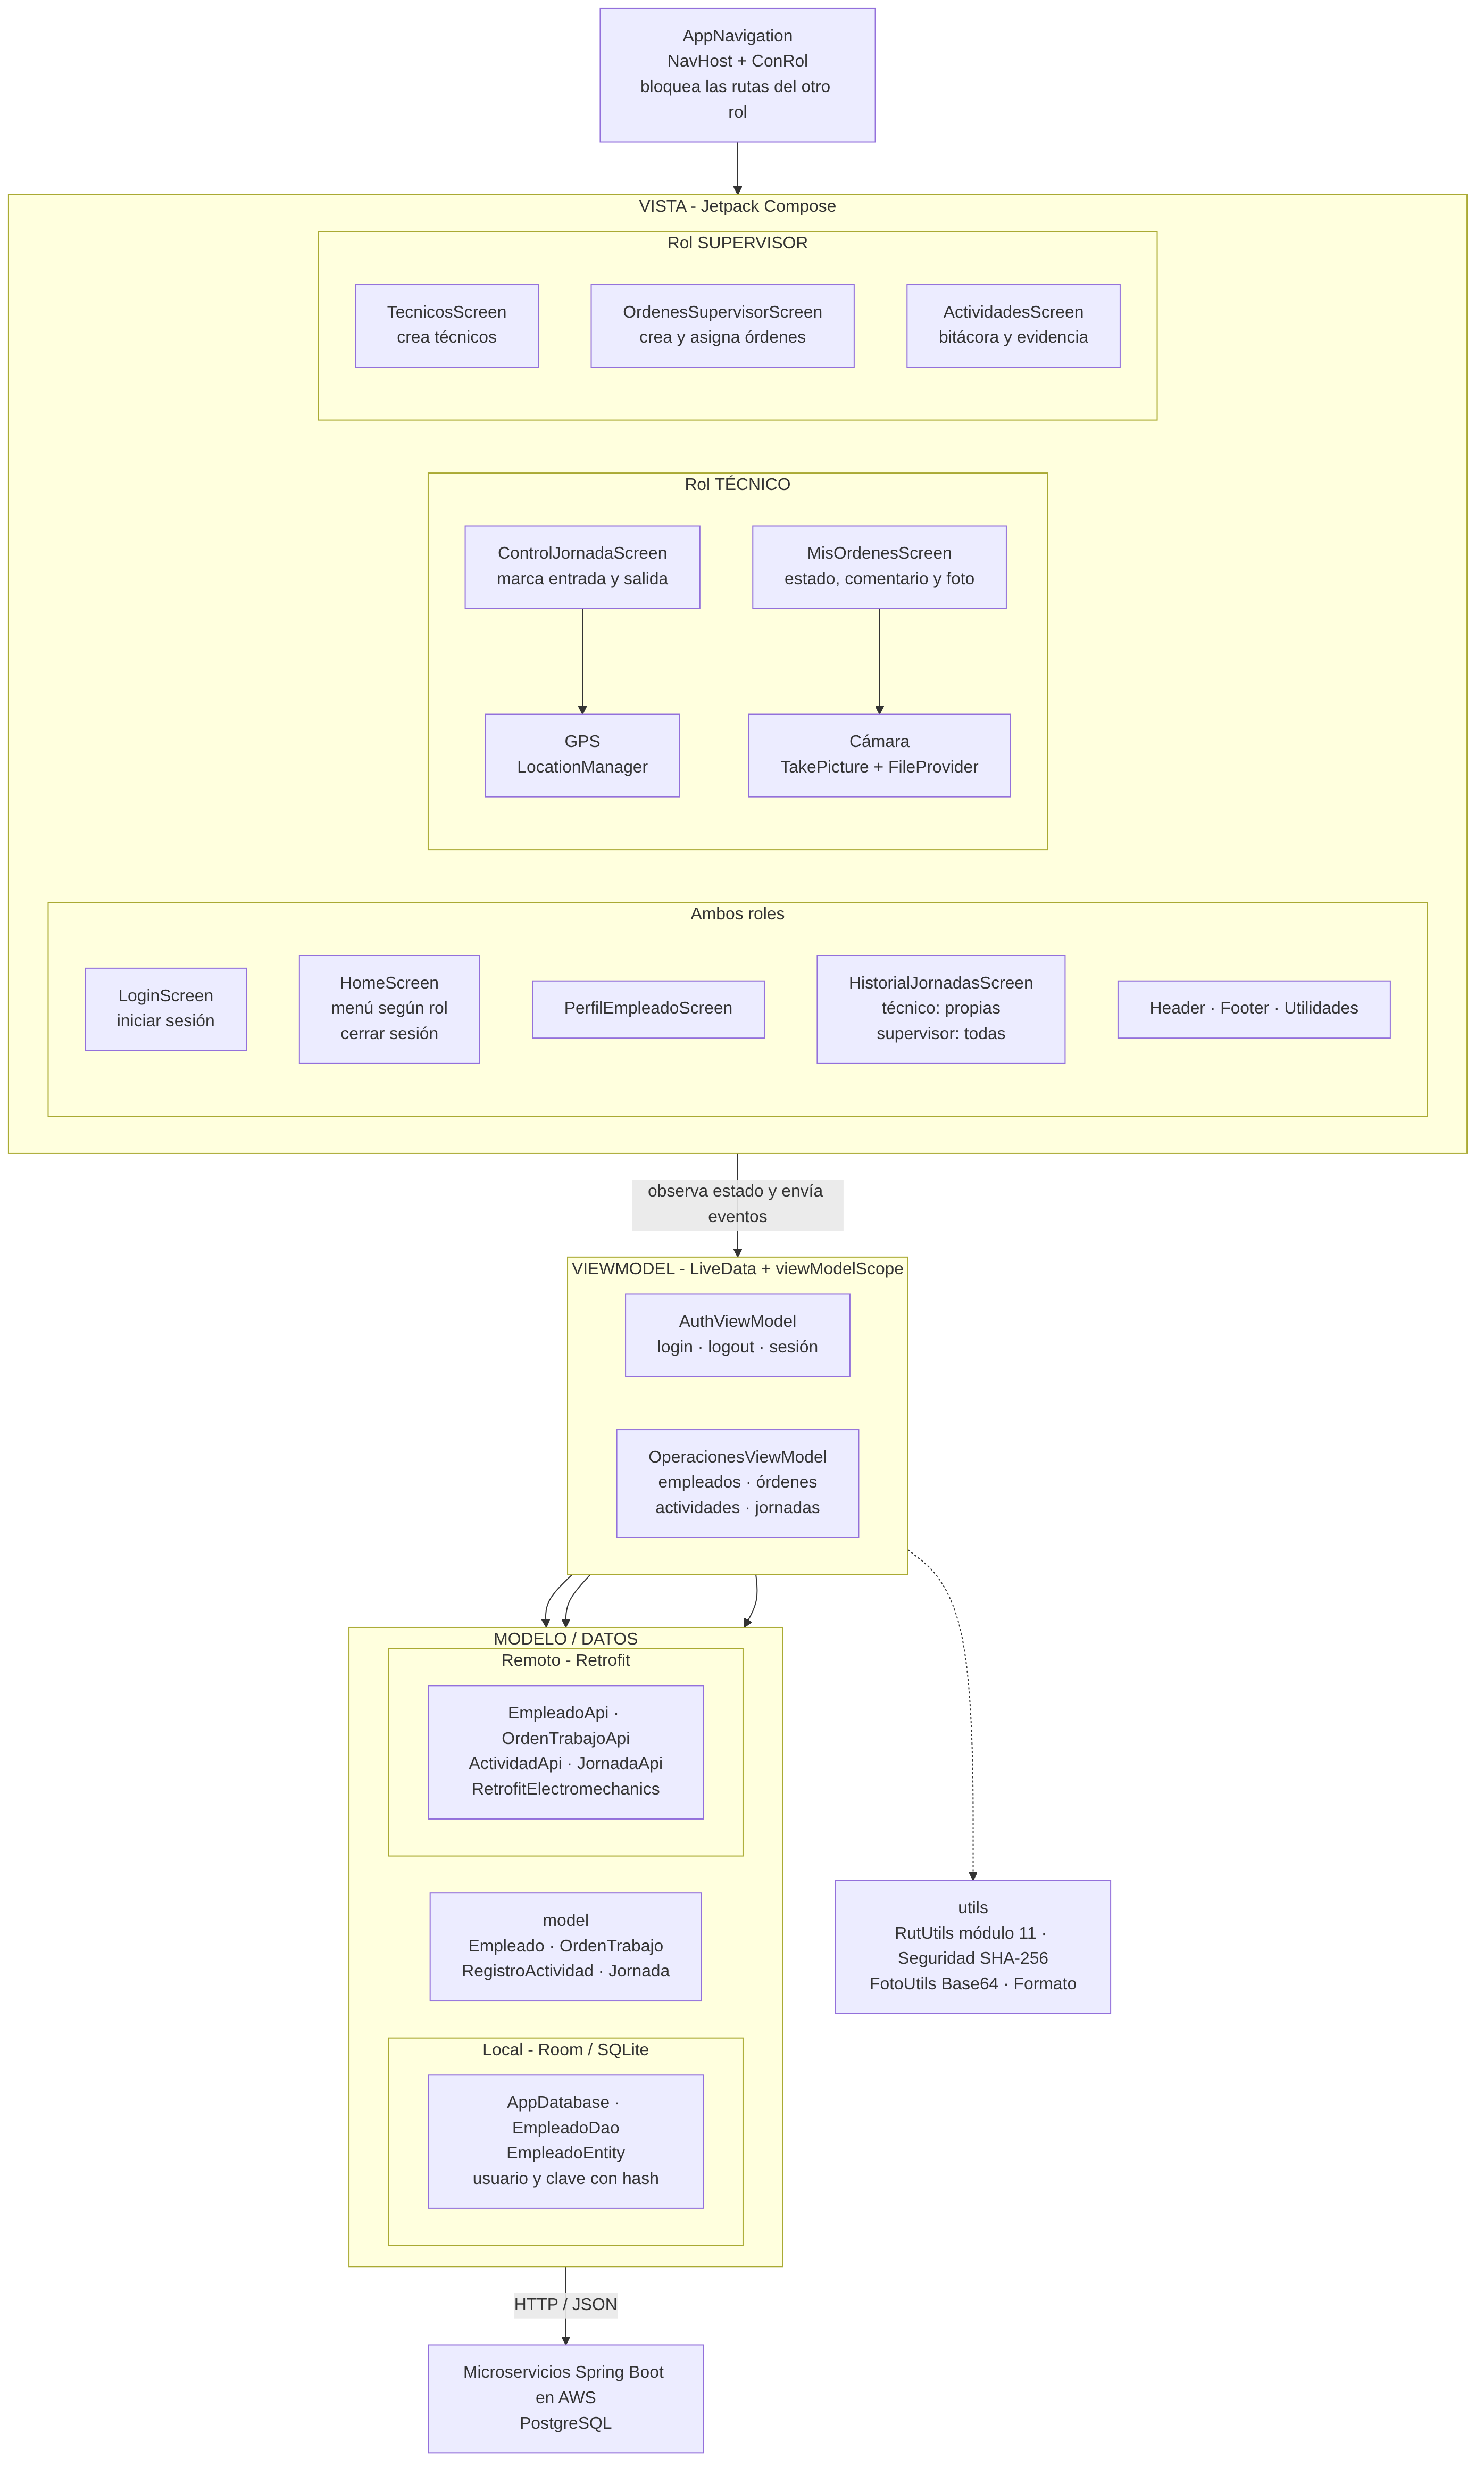 AppNavigation
NavHost + ConRol
bloquea las rutas del otro
rol
VISTA - Jetpack Compose
Rol SUPERVISOR
TecnicosScreen
crea técnicos
OrdenesSupervisorScreen
crea y asigna órdenes
ActividadesScreen
bitácora y evidencia
Rol TÉCNICO
ControlJornadaScreen
marca entrada y salida
MisOrdenesScreen
estado, comentario y foto
GPS
LocationManager
Cámara
TakePicture + FileProvider
Ambos roles
LoginScreen
iniciar sesión
HomeScreen
menú según rol
cerrar sesión
PerfilEmpleadoScreen
HistorialJornadasScreen
técnico: propias
supervisor: todas
Header · Footer · Utilidades
observa estado y envía
eventos
VIEWMODEL - LiveData + viewModelScope
AuthViewModel
login · logout · sesión
OperacionesViewModel
empleados · órdenes
actividades · jornadas
MODELO / DATOS
Remoto - Retrofit
EmpleadoApi ·
OrdenTrabajoApi
ActividadApi · JornadaApi
RetrofitElectromechanics
model
Empleado · OrdenTrabajo
RegistroActividad · Jornada
utils
RutUtils módulo 11 ·
Seguridad SHA-256
FotoUtils Base64 · Formato
Local - Room / SQLite
AppDatabase ·
EmpleadoDao
EmpleadoEntity
usuario y clave con hash
HTTP / JSON
Microservicios Spring Boot
en AWS
PostgreSQL